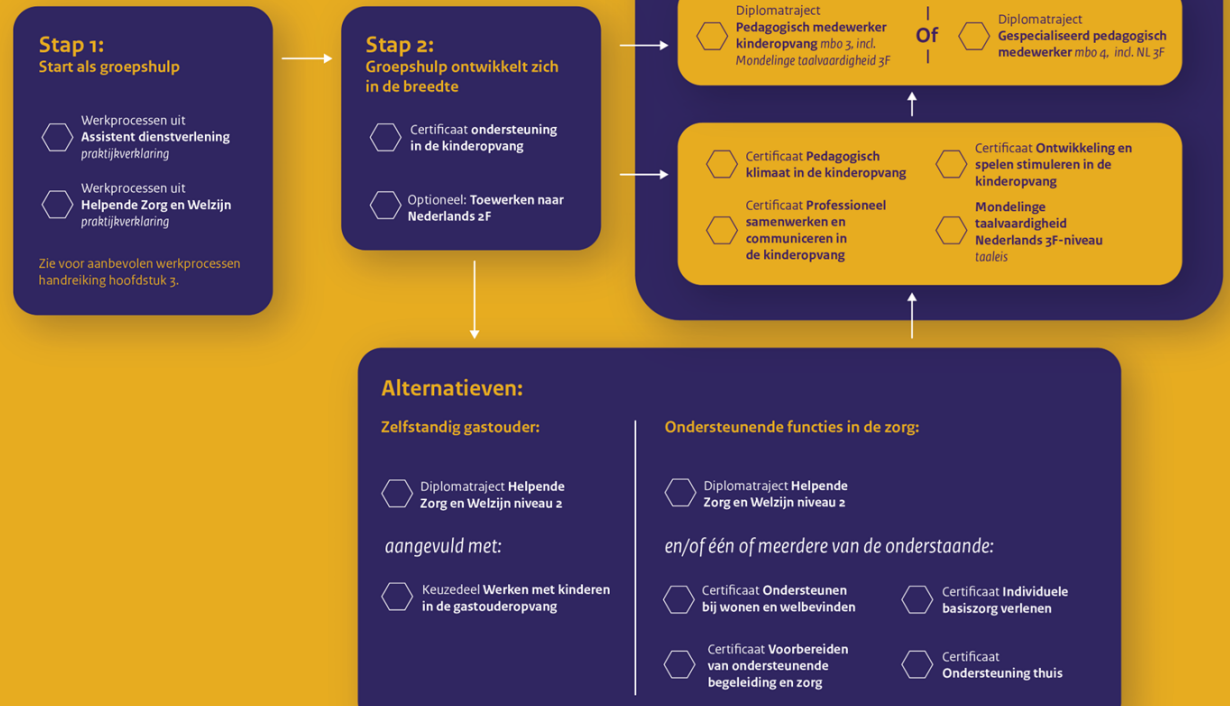 Stap 1:
Start als groepshulp
Werkprocessen uit
Assistent dienstverlening
praktijkverklaring
Werkprocessen uit
Helpende Zorg en Welzijn
praktijkverklaring
Zie voor aanbevolen werkprocessen
handreiking hoofdstuk 3.
Stap 2:
Groepshulp ontwikkelt zich
in de breedte
Certificaat ondersteuning
in de kinderopvang
Optioneel: Toewerken naar
Nederlands 2F
Diplomatraject
Pedagogisch medewerker
kinderopvang mbo 3, incl.
Mondelinge taalvaardigheid 3F
Of
Diplomatraject
Gespecialiseerd pedagogisch
medewerker mbo 4, incl. NL 3F
Certificaat Pedagogisch
klimaat in de kinderopvang
Certificaat Ontwikkeling en
spelen stimuleren in de
kinderopvang
Certificaat Professioneel
samenwerken en
communiceren in
de kinderopvang
Mondelinge
taalvaardigheid
Nederlands 3F-niveau
taaleis
Alternatieven:
Zelfstandig gastouder:
Diplomatraject Helpende
Zorg en Welzijn niveau 2
aangevuld met:
Keuzedeel Werken met kinderen
in de gastouderopvang
Ondersteunende functies in de zorg:
Diplomatraject Helpende
Zorg en Welzijn niveau 2
en/of één of meerdere van de onderstaande:
Certificaat Ondersteunen
bij wonen en welbevinden
Certificaat Individuele
basiszorg verlenen
Certificaat Voorbereiden
van ondersteunende
begeleiding en zorg
Certificaat
Ondersteuning thuis